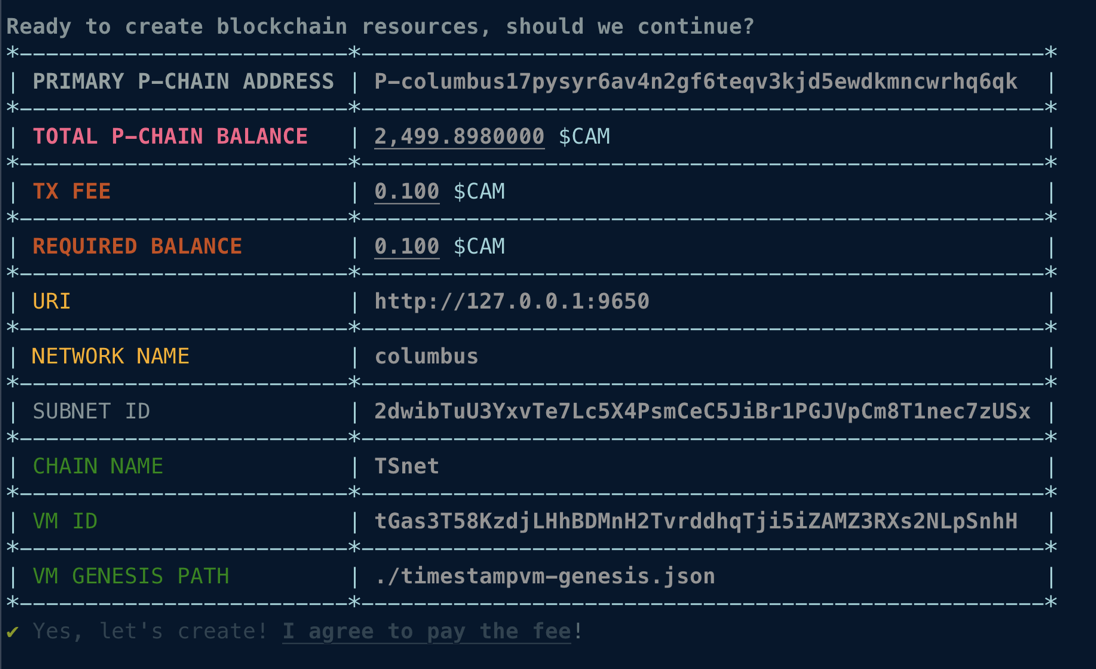 Ready to create blockchain resources, should we continue?
*-------------------------*----------------------------------------------------*
| PRIMARY P-CHAIN ADDRESS | P-columbus17pysyr6av4n2gf6teqv3kjd5ewdkmncwrhq6qk  |
*-------------------------*----------------------------------------------------*
| TOTAL P-CHAIN BALANCE   | 2,499.8980000 $CAM                                 |
*-------------------------*----------------------------------------------------*
| TX FEE                  | 0.100 $CAM                                         |
*-------------------------*----------------------------------------------------*
| REQUIRED BALANCE        | 0.100 $CAM                                         |
*-------------------------*----------------------------------------------------*
| URI                     | http://127.0.0.1:9650                              |
*-------------------------*----------------------------------------------------*
| NETWORK NAME            | columbus                                           |
*-------------------------*----------------------------------------------------*
| SUBNET ID               | 2dwibTuU3YxvTe7Lc5X4PsmCeC5JiBr1PGJVpCm8T1nec7zUSx |
*-------------------------*----------------------------------------------------*
| CHAIN NAME              | TSnet                                              |
*-------------------------*----------------------------------------------------*
| VM ID                   | tGas3T58KzdjLHhBDMnH2TvrddhqTji5iZAMZ3RXs2NLpSnhH  |
*-------------------------*----------------------------------------------------*
| VM GENESIS PATH         | ./timestampvm-genesis.json                         |
*-------------------------*----------------------------------------------------*
✔ Yes, let's create! I agree to pay the fee!